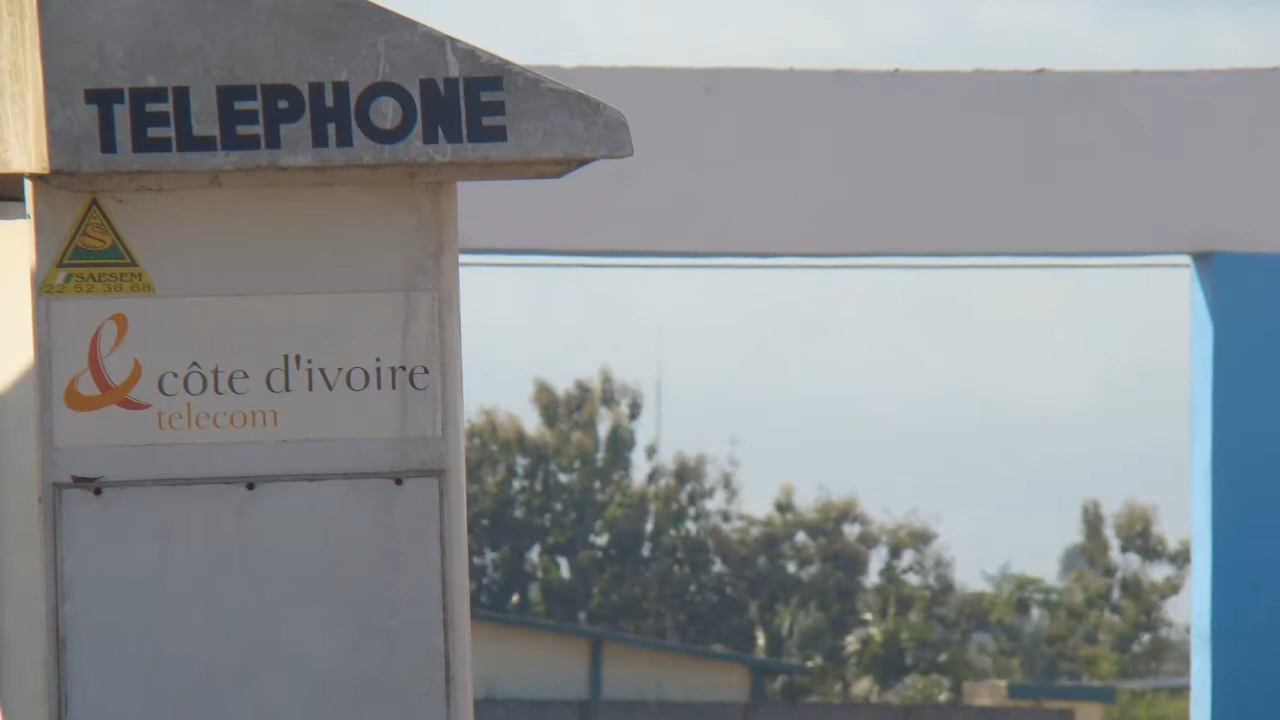 TELEPHONE
SAESEM
22 52.36.68
côte d'ivoire
telecom